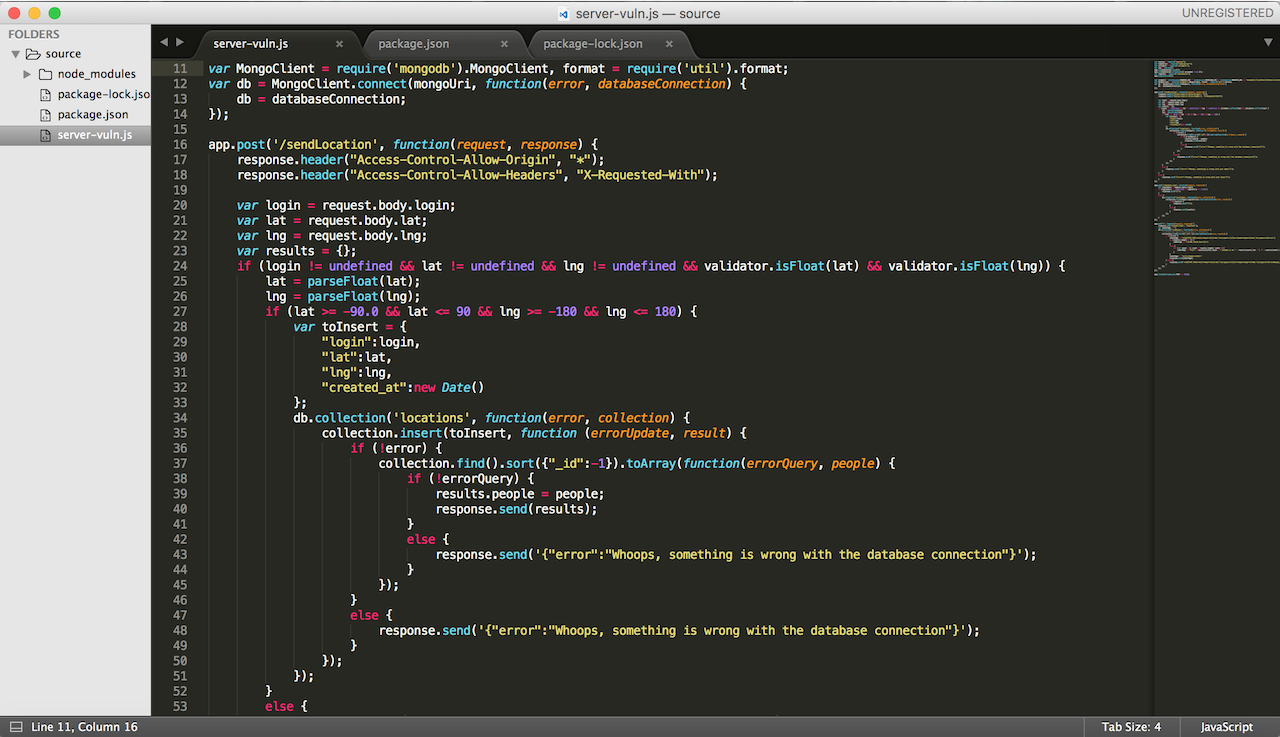 server-vuln.js — source
UNREGISTERED
FOLDERS
source
node_modules
package-lock.jso
package.json
server-vuln.js
server-vuln.js × package.json × package-lock.json ×
11 var MongoClient = require('mongodb').MongoClient, format = require('util').format;
12 var db = MongoClient.connect(mongoUri, function(error, databaseConnection) {
13     db = databaseConnection;
14 });
15
16 app.post('/sendLocation', function(request, response) {
17     response.header("Access-Control-Allow-Origin", "*");
18     response.header("Access-Control-Allow-Headers", "X-Requested-With");
19
20     var login = request.body.login;
21     var lat = request.body.lat;
22     var lng = request.body.lng;
23     var results = {};
24     if (login != undefined && lat != undefined && lng != undefined && validator.isFloat(lat) && validator.isFloat(lng)) {
25         lat = parseFloat(lat);
26         lng = parseFloat(lng);
27         if (lat >= -90.0 && lat <= 90 && lng >= -180 && lng <= 180) {
28             var toInsert = {
29                 "login":login,
30                 "lat":lat,
31                 "lng":lng,
32                 "created_at":new Date()
33             };
34             db.collection('locations', function(error, collection) {
35                 collection.insert(toInsert, function (errorUpdate, result) {
36                     if (!error) {
37                         collection.find().sort({"_id":-1}).toArray(function(errorQuery, people) {
38                             if (!errorQuery) {
39                                 results.people = people;
40                                 response.send(results);
41                             }
42                             else {
43                                 response.send('{"error":"Whoops, something is wrong with the database connection"}');
44                             }
45                         });
46                     }
47                     else {
48                         response.send('{"error":"Whoops, something is wrong with the database connection"}');
49                     }
50                 });
51             });
52         }
53         else {
Line 11, Column 16
Tab Size: 4
JavaScript